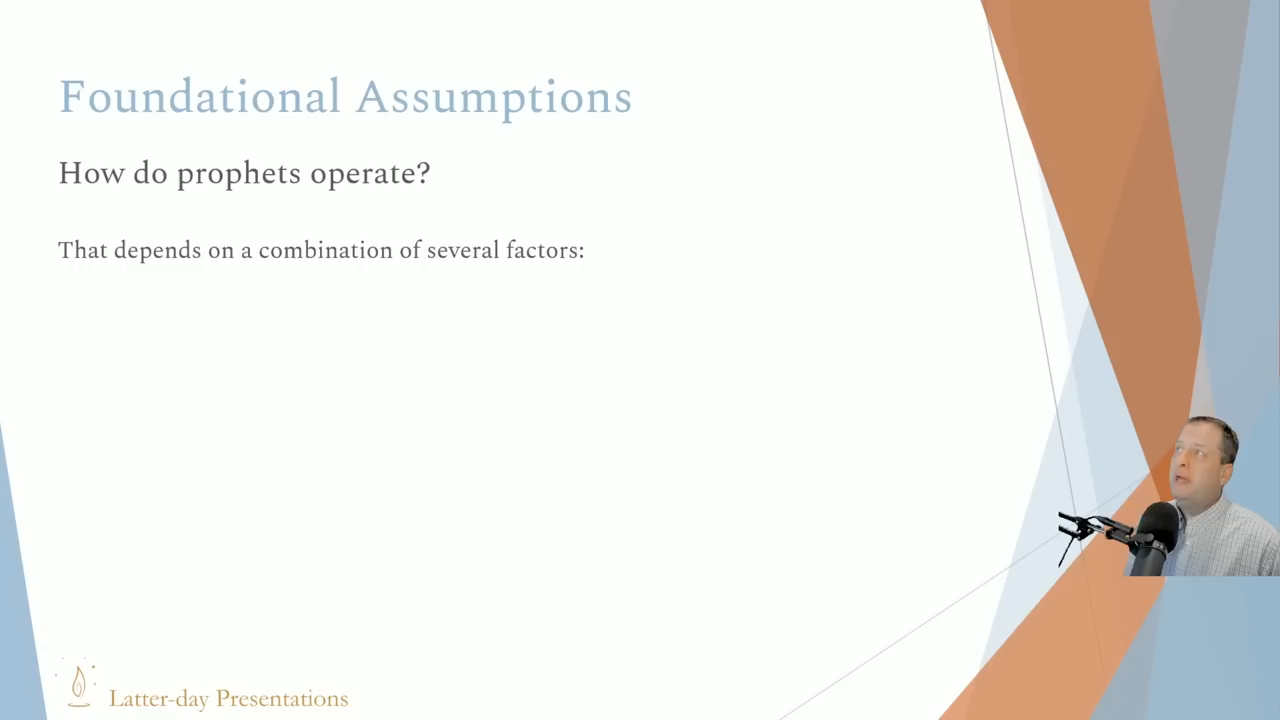 Foundational Assumptions
How do prophets operate?
That depends on a combination of several factors:
Latter-day Presentations